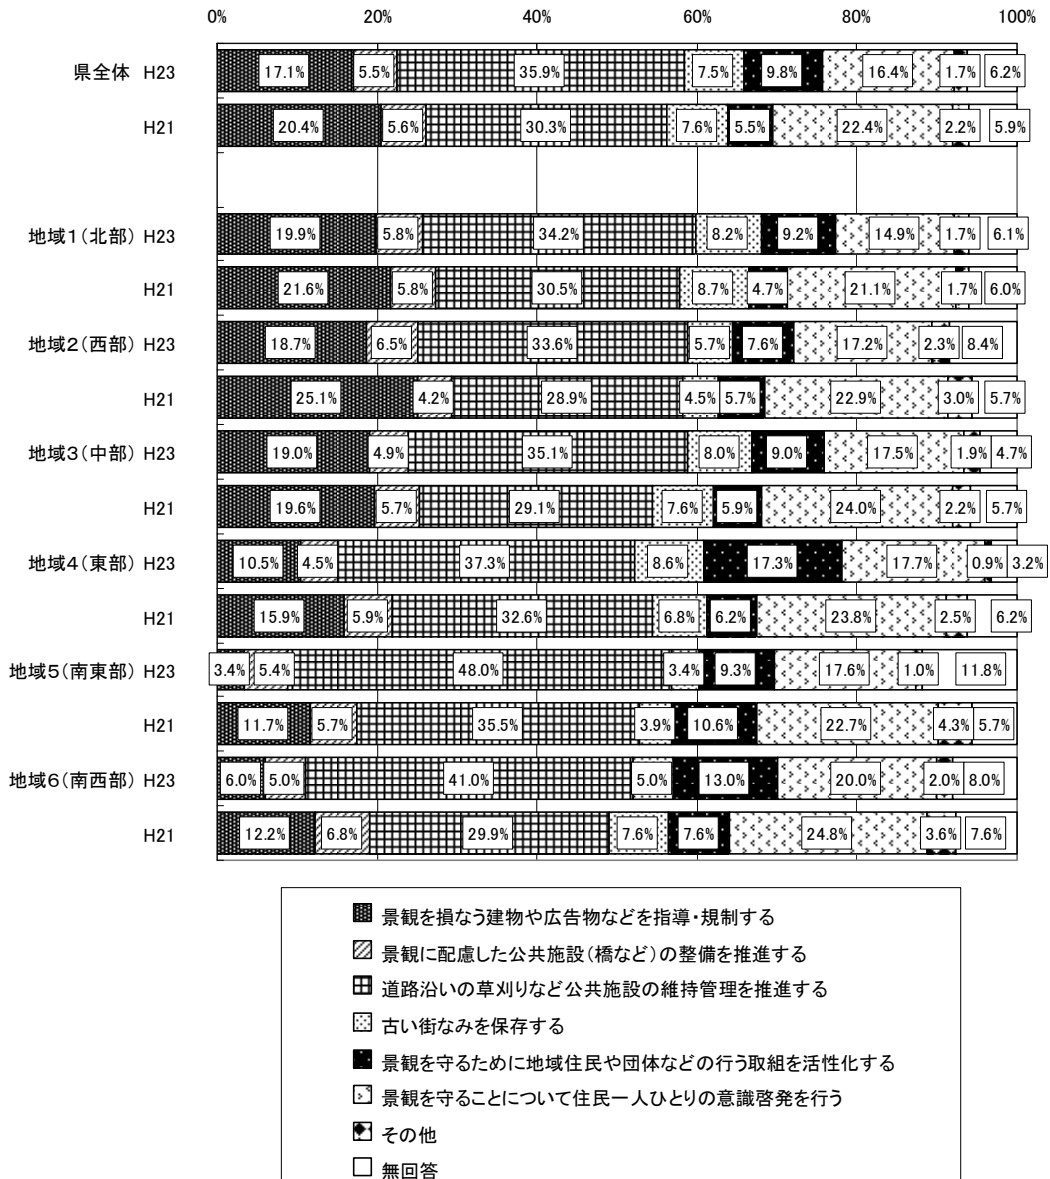 0% 20% 40% 60% 80% 100%
県全体 H23 17.1% 5.5% 35.9% 7.5% 9.8% 16.4% 1.7% 6.2%
H21 20.4% 5.6% 30.3% 7.6% 5.5% 22.4% 2.2% 5.9%
地域1(北部) H23 19.9% 5.8% 34.2% 8.2% 9.2% 14.9% 1.7% 6.1%
H21 21.6% 5.8% 30.5% 8.7% 4.7% 21.1% 1.7% 6.0%
地域2(西部) H23 18.7% 6.5% 33.6% 5.7% 7.6% 17.2% 2.3% 8.4%
H21 25.1% 4.2% 28.9% 4.5% 5.7% 22.9% 3.0% 5.7%
地域3(中部) H23 19.0% 4.9% 35.1% 8.0% 9.0% 17.5% 1.9% 4.7%
H21 19.6% 5.7% 29.1% 7.6% 5.9% 24.0% 2.2% 5.7%
地域4(東部) H23 10.5% 4.5% 37.3% 8.6% 17.3% 17.7% 0.9% 3.2%
H21 15.9% 5.9% 32.6% 6.8% 6.2% 23.8% 2.5% 6.2%
地域5(南東部) H23 3.4% 5.4% 48.0% 3.4% 9.3% 17.6% 1.0% 11.8%
H21 11.7% 5.7% 35.5% 3.9% 10.6% 22.7% 4.3% 5.7%
地域6(南西部) H23 6.0% 5.0% 41.0% 5.0% 13.0% 20.0% 2.0% 8.0%
H21 12.2% 6.8% 29.9% 7.6% 7.6% 24.8% 3.6% 7.6%
景観を損なう建物や広告物などを指導・規制する
景観に配慮した公共施設(橋など)の整備を推進する
道路沿いの草刈りなど公共施設の維持管理を推進する
古い街なみを保存する
景観を守るために地域住民や団体などの行う取組を活性化する
景観を守ることについて住民一人ひとりの意識啓発を行う
その他
無回答